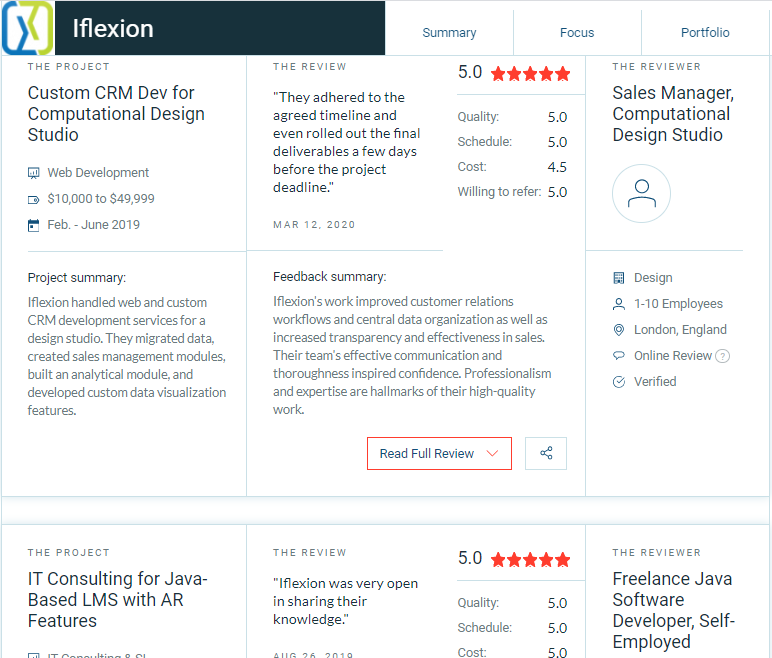 Iflexion
Summary
Focus
Portfolio
THE PROJECT
Custom CRM Dev for
Computational Design
Studio
Web Development
$10,000 to $49,999
Feb. - June 2019
Project summary:
Iflexion handled web and custom
CRM development services for a
design studio. They migrated data,
created sales management modules,
built an analytical module, and
developed custom data visualization
features.
THE REVIEW
"They adhered to the
agreed timeline and
even rolled out the final
deliverables a few days
before the project
deadline."
MAR 12, 2020
5.0
Quality: 5.0
Schedule: 5.0
Cost: 4.5
Willing to refer: 5.0
Feedback summary:
Iflexion's work improved customer relations
workflows and central data organization as well as
increased transparency and effectiveness in sales.
Their team's effective communication and
thoroughness inspired confidence. Professionalism
and expertise are hallmarks of their high-quality
work.
Read Full Review
THE REVIEWER
Sales Manager,
Computational
Design Studio
Design
1-10 Employees
London, England
Online Review ?
Verified
THE PROJECT
IT Consulting for Java-
Based LMS with AR
Features
IT Consulting & SI
THE REVIEW
"Iflexion was very open
in sharing their
knowledge."
AUG 26, 2019
5.0
Quality: 5.0
Schedule: 5.0
Cost: 5.0
THE REVIEWER
Freelance Java
Software
Developer, Self-
Employed